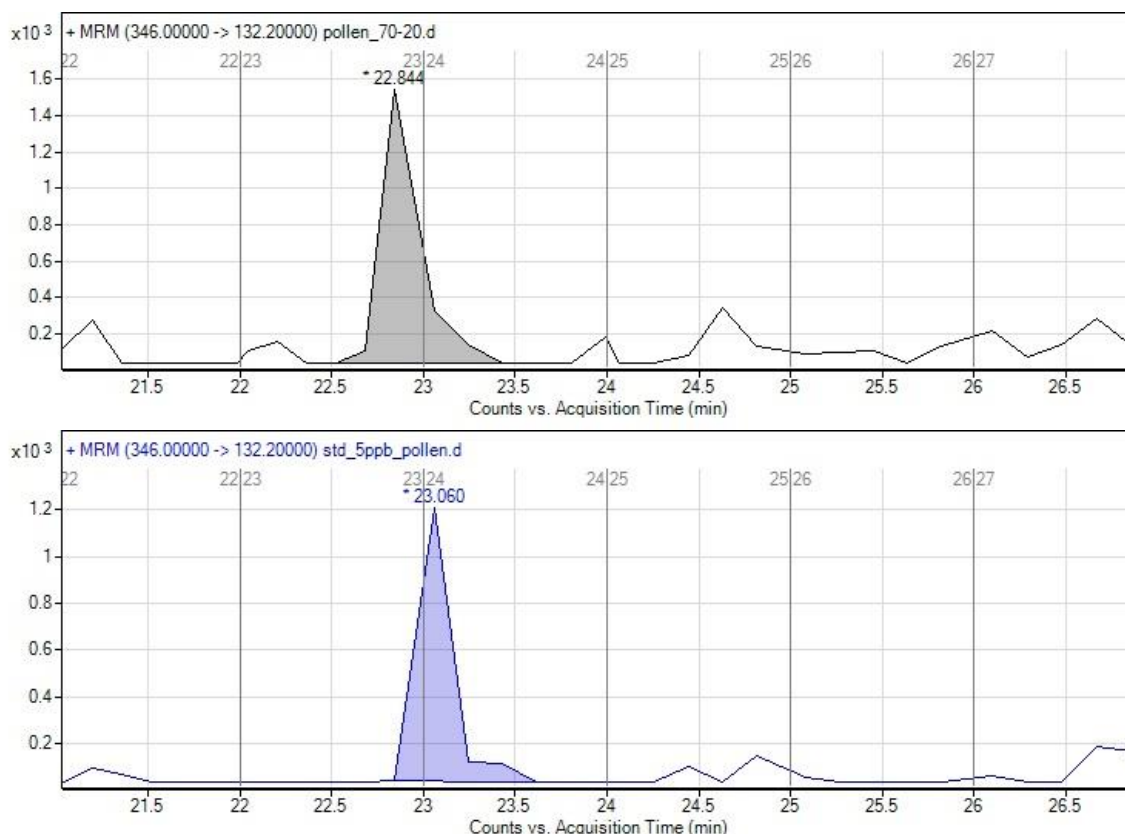 x10 3 + MRM (346.00000 -> 132.20000) pollen_70-20.d
22 22 23 23 24 24 25 25 26 26 27
* 22.844
1.6
1.4
1.2
1
0.8
0.6
0.4
0.2
21.5 22 22.5 23 23.5 24 24.5 25 25.5 26 26.5
Counts vs. Acquisition Time (min)
x10 3 + MRM (346.00000 -> 132.20000) std_5ppb_pollen.d
22 22 23 23 24 24 25 25 26 26 27
* 23.060
1.2
1
0.8
0.6
0.4
0.2
21.5 22 22.5 23 23.5 24 24.5 25 25.5 26 26.5
Counts vs. Acquisition Time (min)